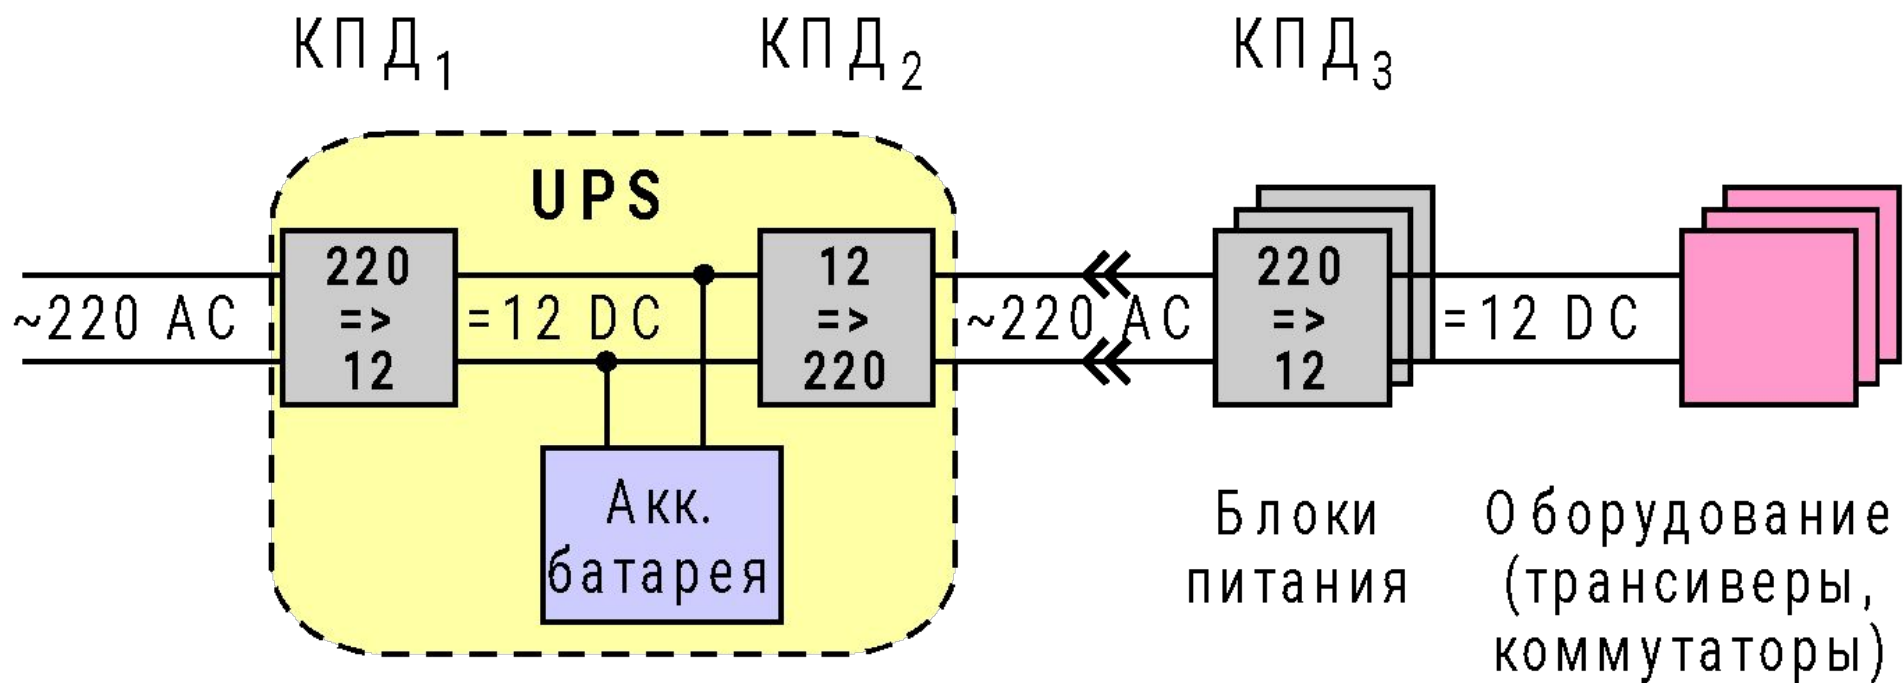 КПД1
КПД2
КПД3
UPS
~220 AC
220
=>
12
=12 DC
12
=>
220
~220 AC
220
=>
12
=12 DC
Акк.
батарея
Блоки
питания
Оборудование
(трансиверы,
коммутаторы)